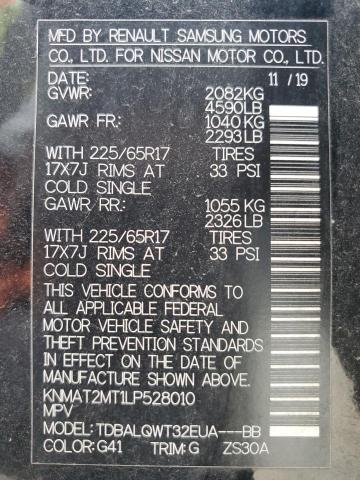 MFD BY RENAULT SAMSUNG MOTORS
CO., LTD. FOR NISSAN MOTOR CO., LTD.
DATE: 11 / 19
GVWR: 2082KG
4590LB
GAWR FR: 1040 KG
2293LB
WITH 225/65R17 TIRES
17X7J RIMS AT 33 PSI
COLD SINGLE
GAWR RR: 1055 KG
2326LB
WITH 225/65R17 TIRES
17X7J RIMS AT 33 PSI
COLD SINGLE
THIS VEHICLE CONFORMS TO
ALL APPLICABLE FEDERAL
MOTOR VEHICLE SAFETY AND
THEFT PREVENTION STANDARDS
IN EFFECT ON THE DATE OF
MANUFACTURE SHOWN ABOVE.
KNMAT2MT1LP528010
MPV
MODEL: TDBALQWT32EUA---BB
COLOR: G41 TRIM: G ZS30A